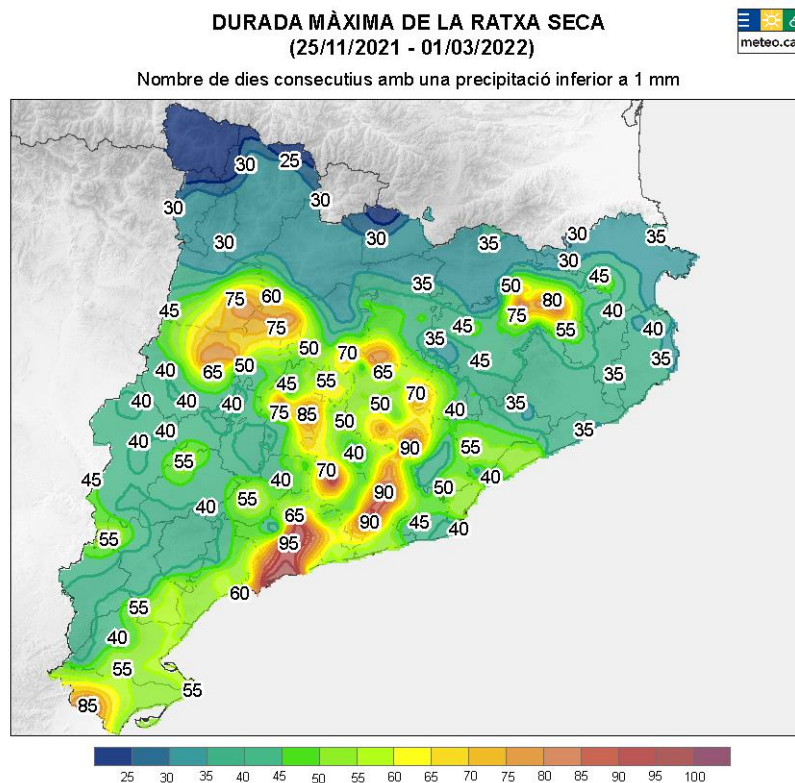 DURADA MÀXIMA DE LA RATXA SECA
(25/11/2021 - 01/03/2022)
meteo.ca
Nombre de dies consecutius amb una precipitació inferior a 1 mm
30 25
30 30
30 30 35 30 35
30
35 50 45
75 60 80
45 75 40
75 35 45 55 40
50 70 35
40 65 50 65 45 35
45 55 70
40 40 40 75 85 50 50 40 35
40 40 40 90 55 35
55 70
45 40 90 50 40
40 55
65 90 45 40
55 95
60
55
40
55
55
85
25 30 35 40 45 50 55 60 65 70 75 80 85 90 95 100